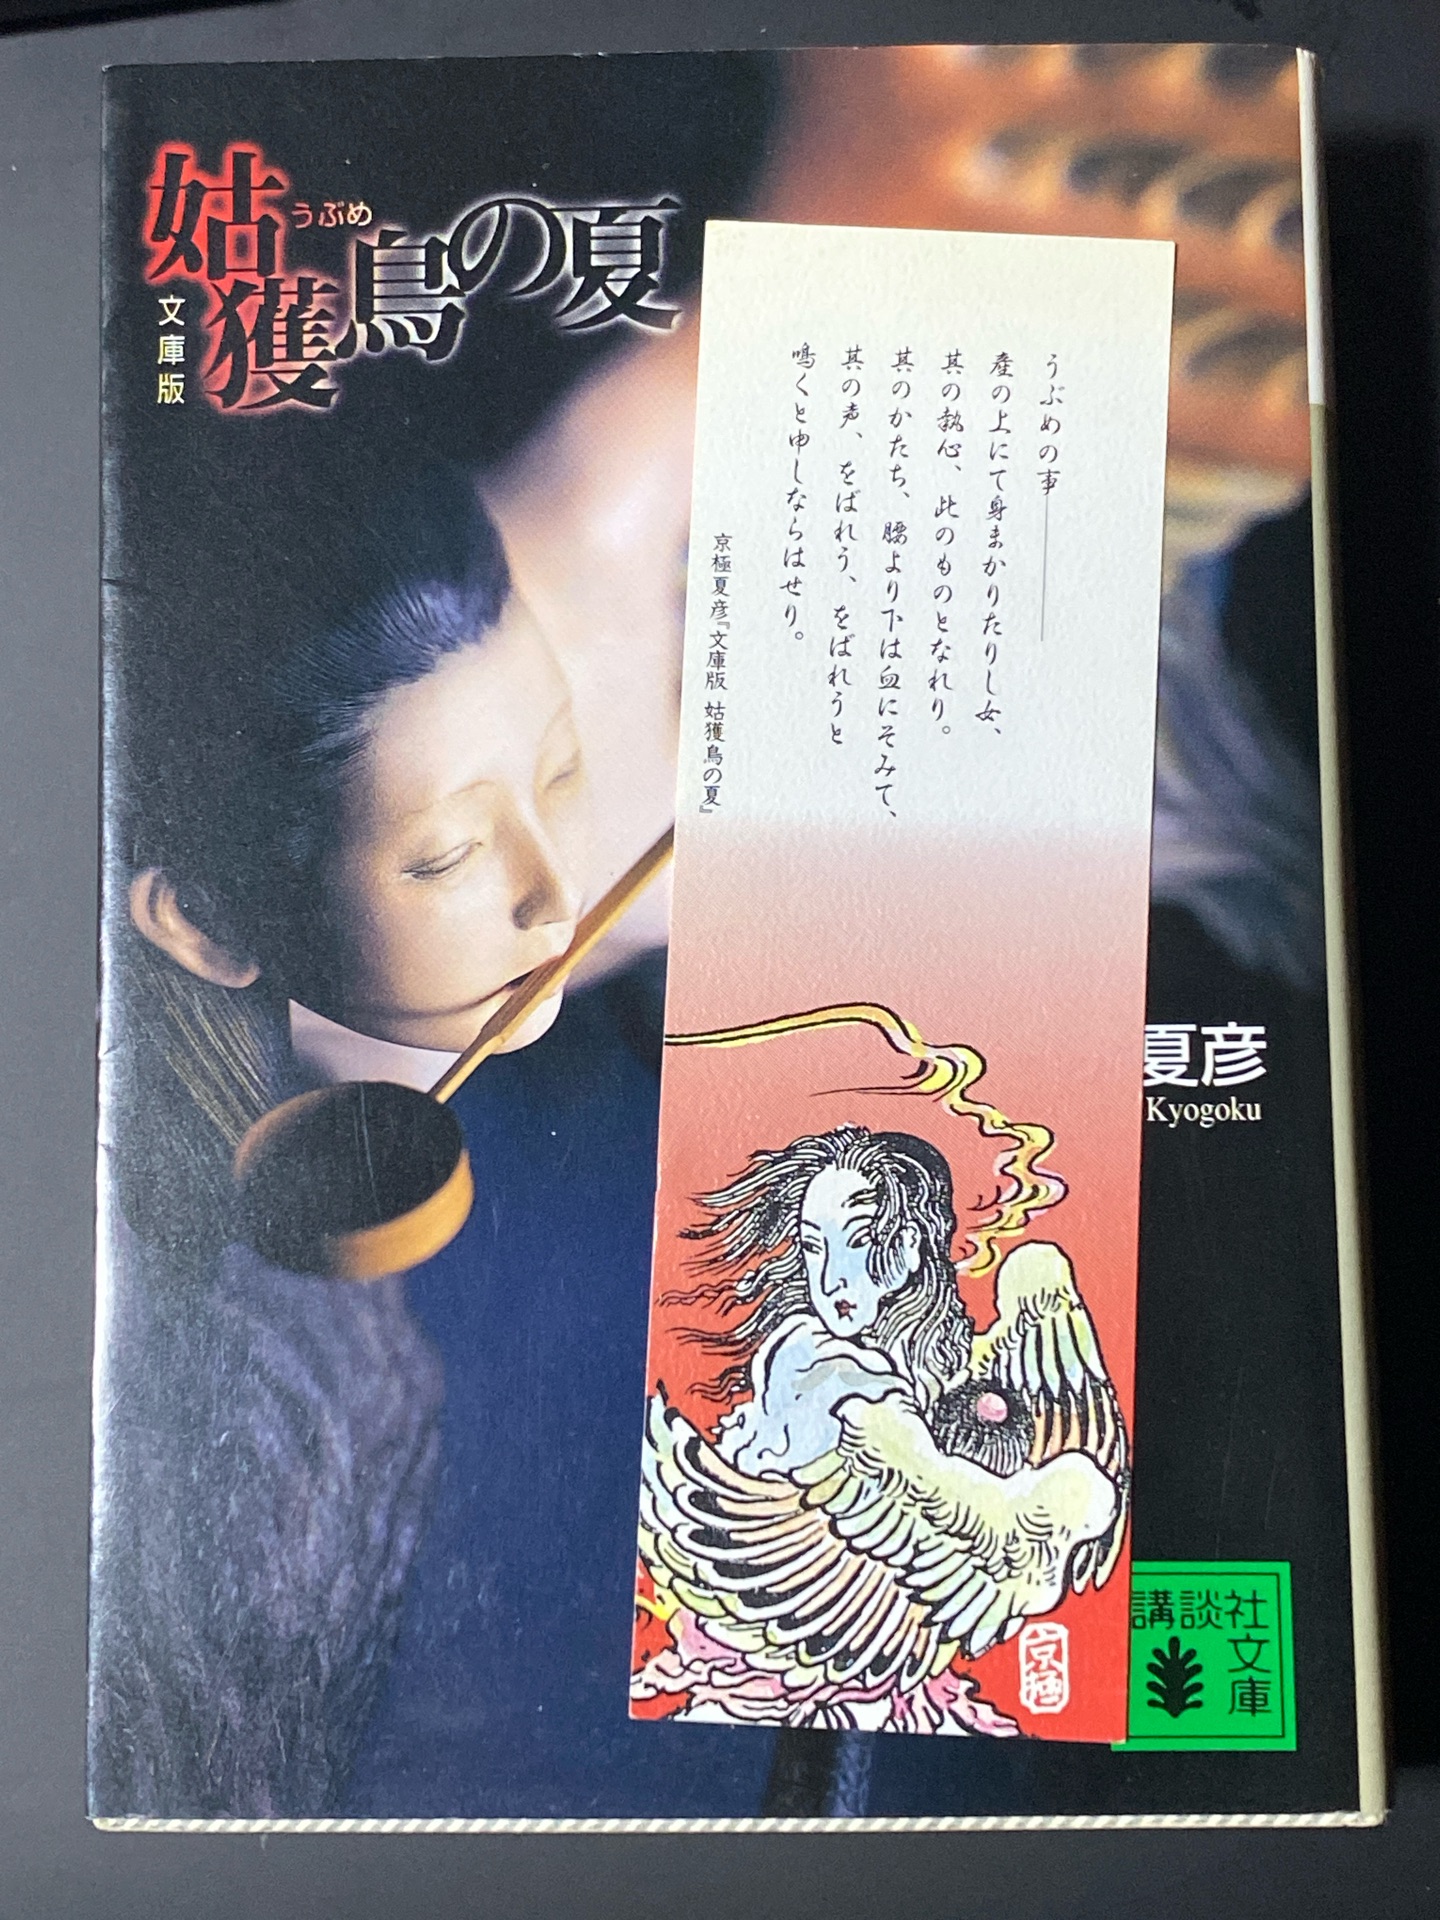 姑獲鳥の夏
うぶめ
文庫版
うぶめの事
産の上にて身まかりたりし女、
其の執心、此のものとなれり。
其のかたち、腰より下は血にそみて、
其の声、をばれう、をばれうと
鳴くと申しならはせり。
京極夏彦『文庫版 姑獲鳥の夏』
夏彦
Kyogoku
京極
講談社
文庫